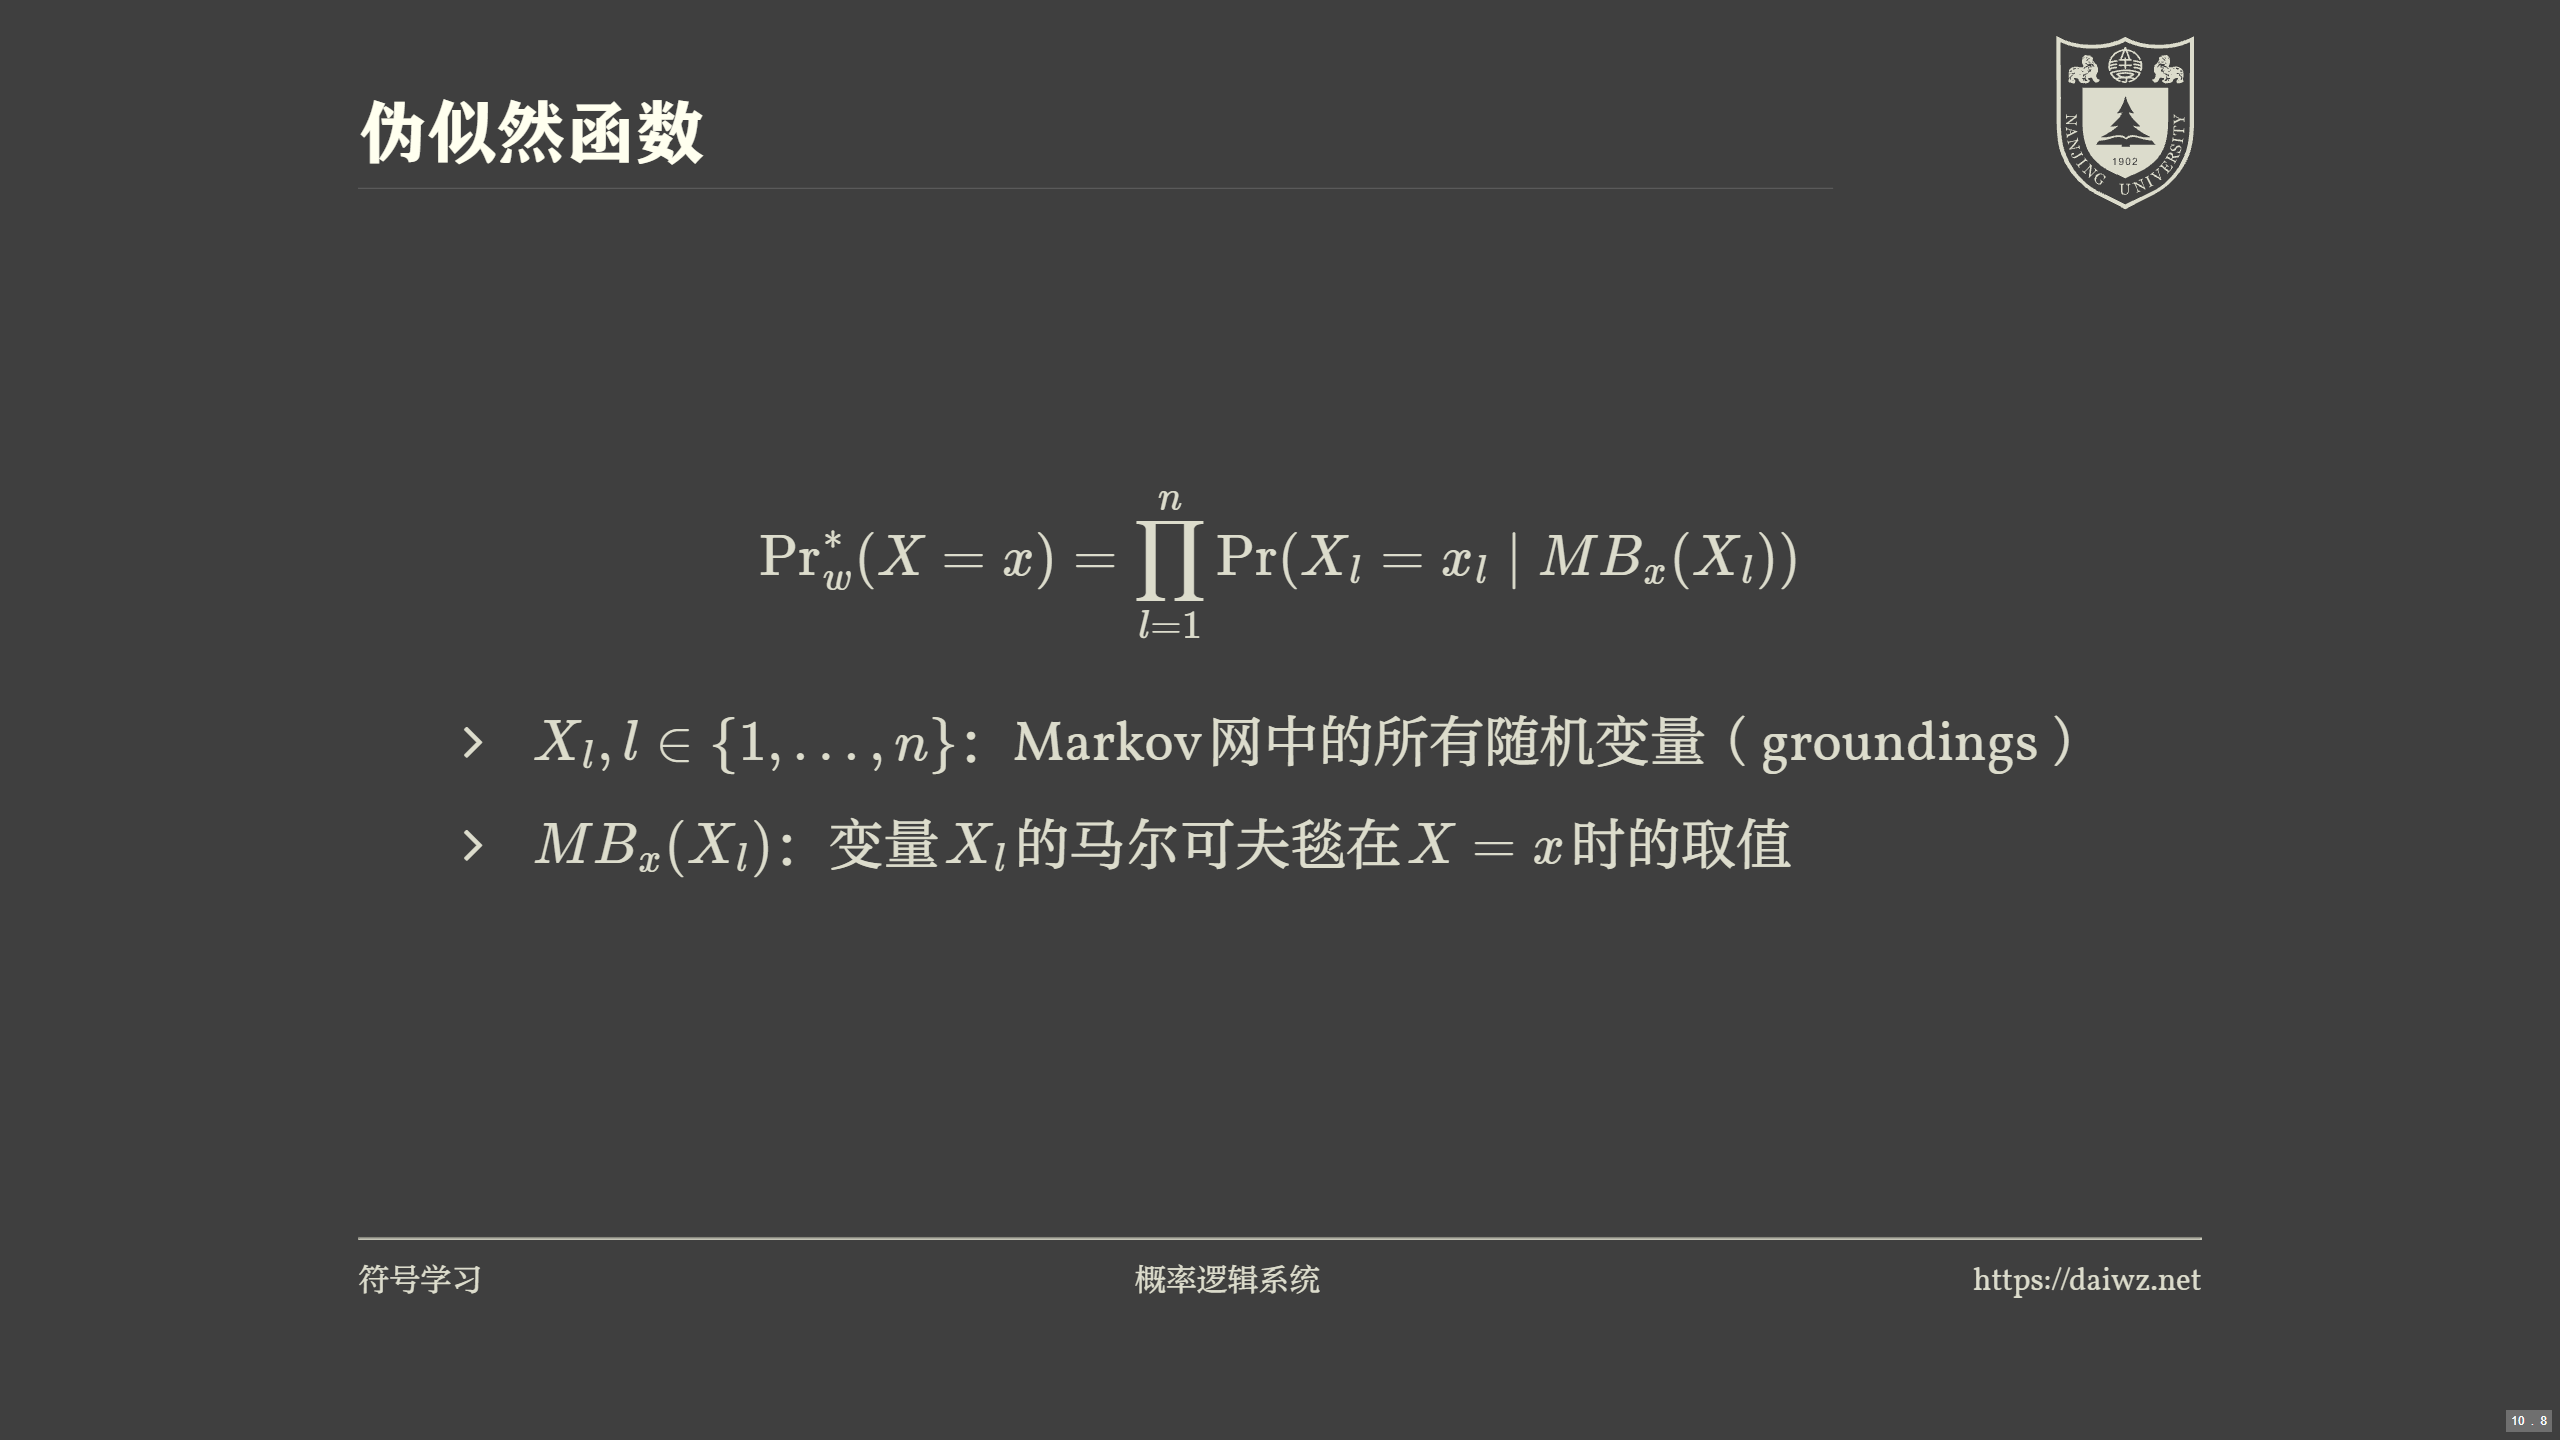 伪似然函数
NANJING UNIVERSITY
1902
Pr*_w(X = x) = ∏_{l=1}^{n} Pr(X_l = x_l | MB_x(X_l))
X_l, l ∈ {1, …, n}：Markov网中的所有随机变量（groundings）
MB_x(X_l)：变量X_l的马尔可夫毯在X = x时的取值
符号学习
概率逻辑系统
https://daiwz.net
10 . 8